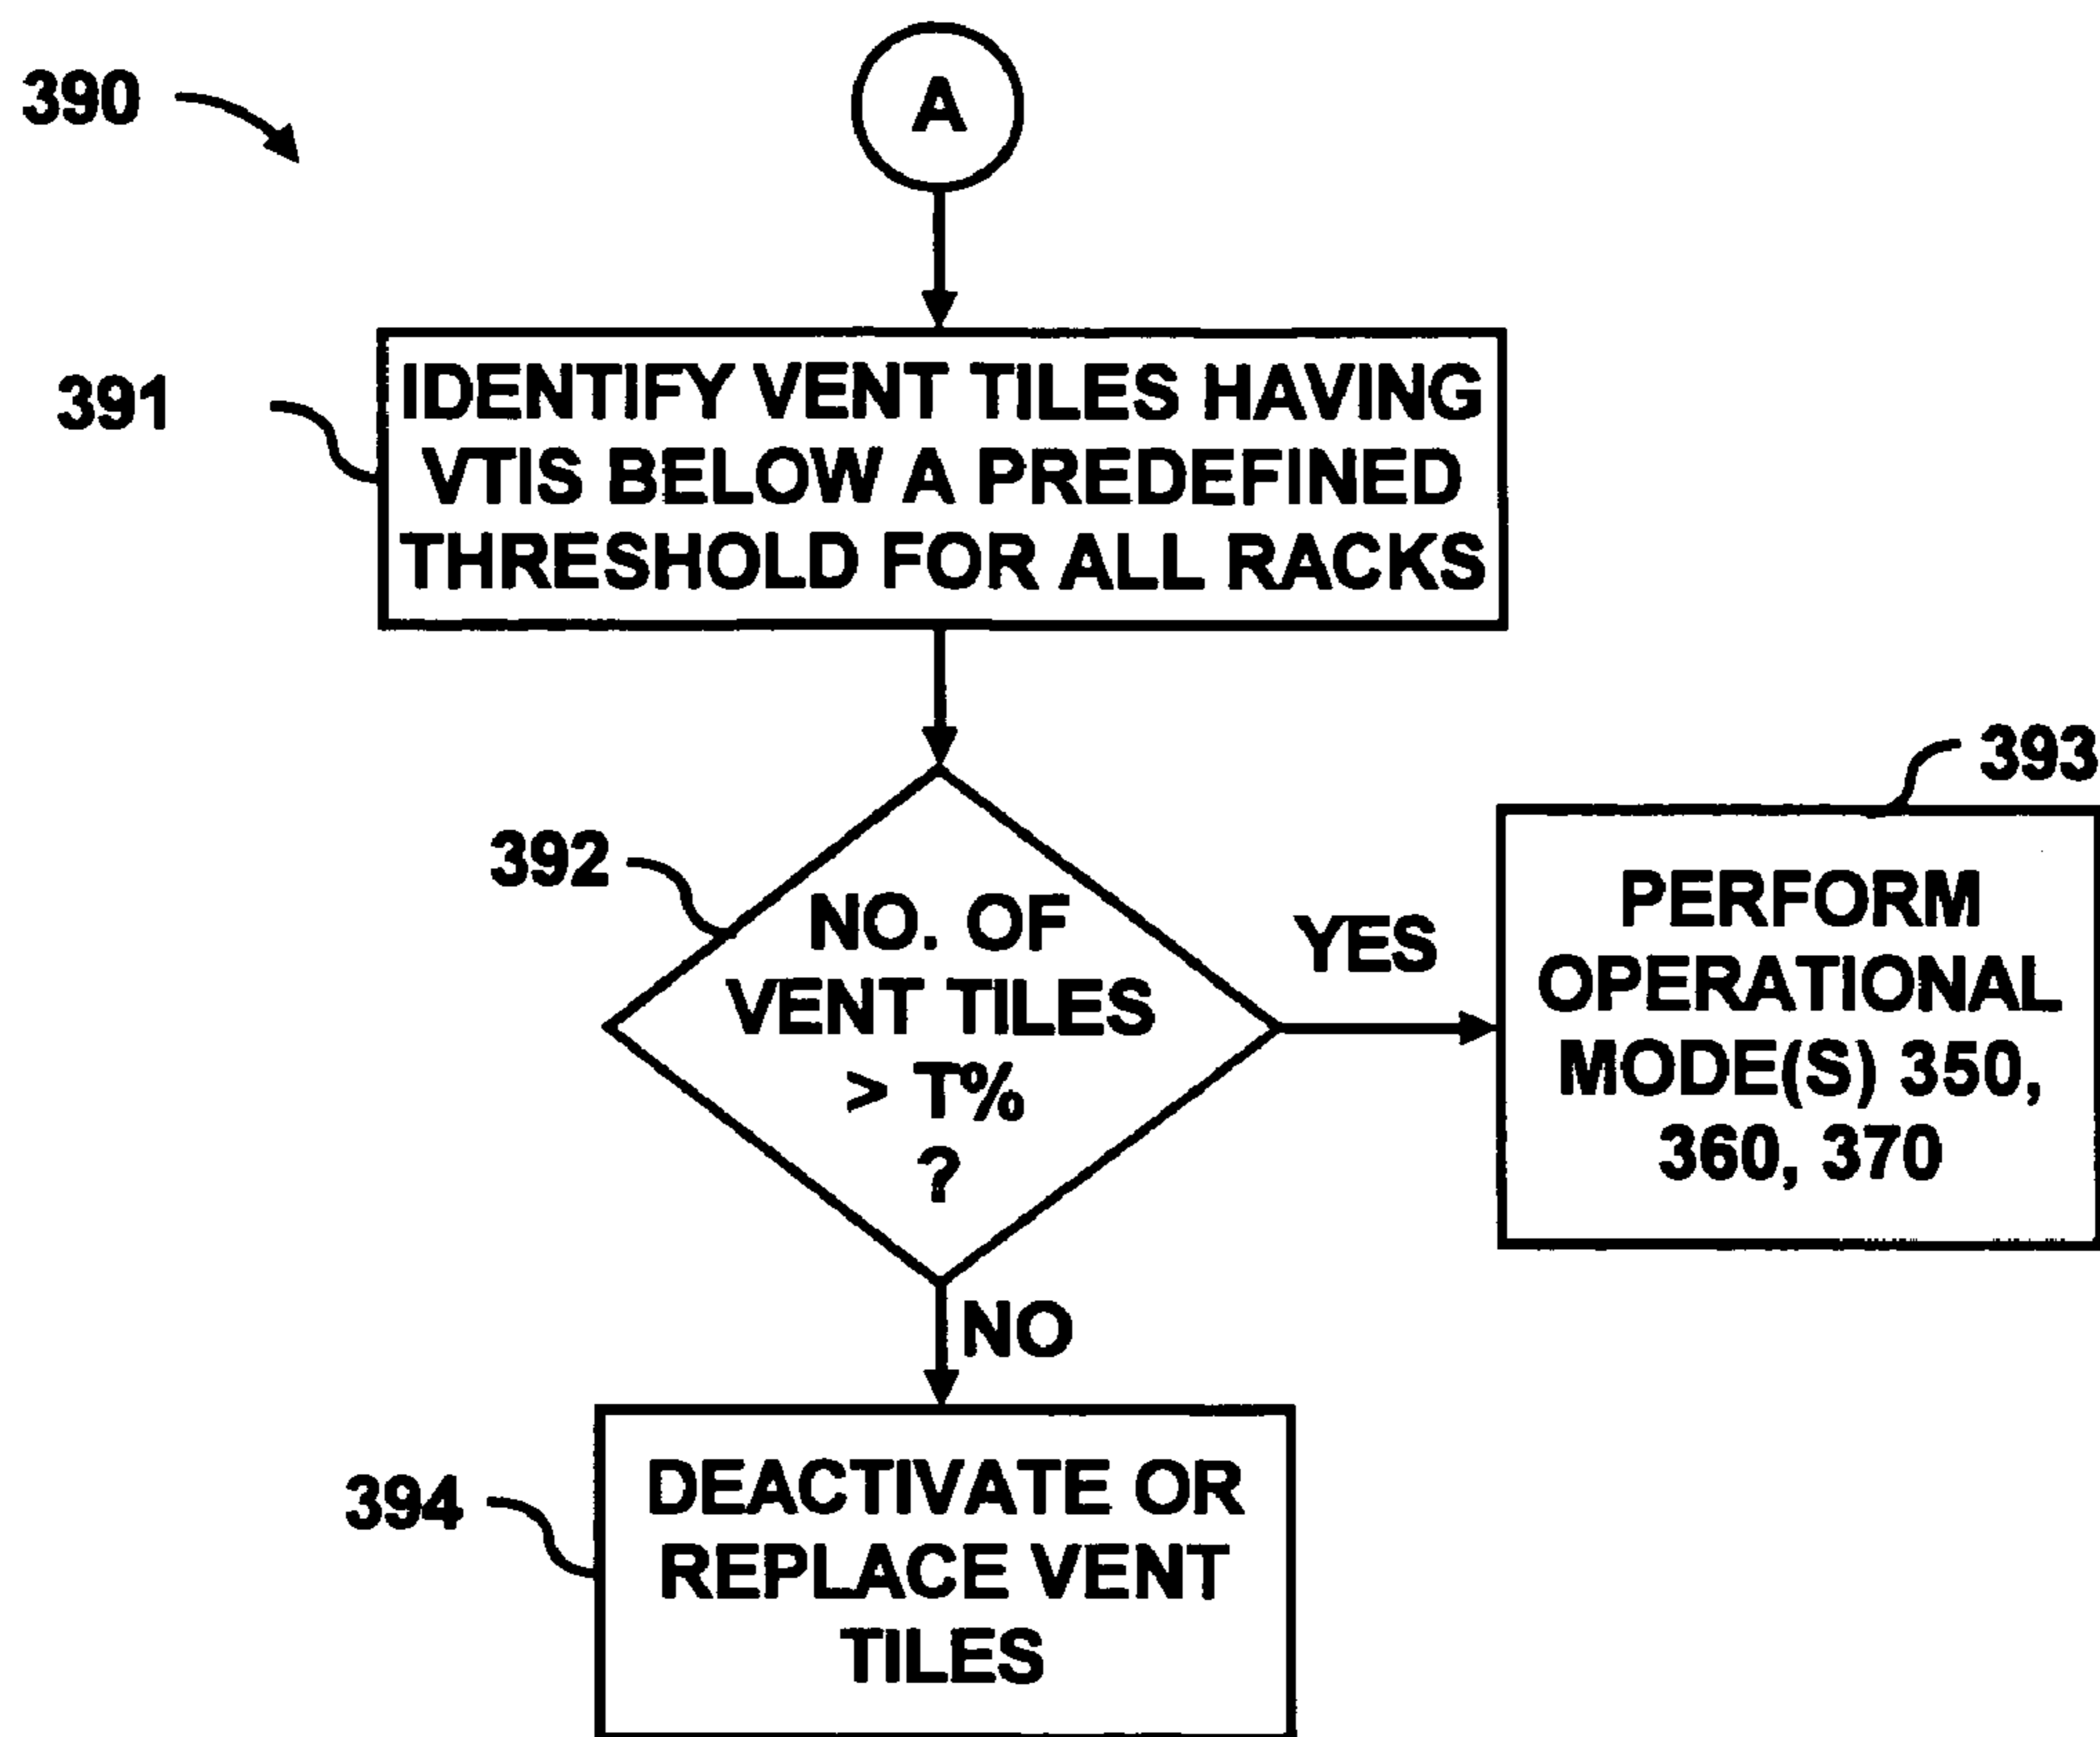 390
A
391
IDENTIFY VENT TILES HAVING
VTIS BELOW A PREDEFINED
THRESHOLD FOR ALL RACKS
392
NO. OF
VENT TILES
> T%
?
YES
393
PERFORM
OPERATIONAL
MODE(S) 350,
360, 370
NO
394
DEACTIVATE OR
REPLACE VENT
TILES